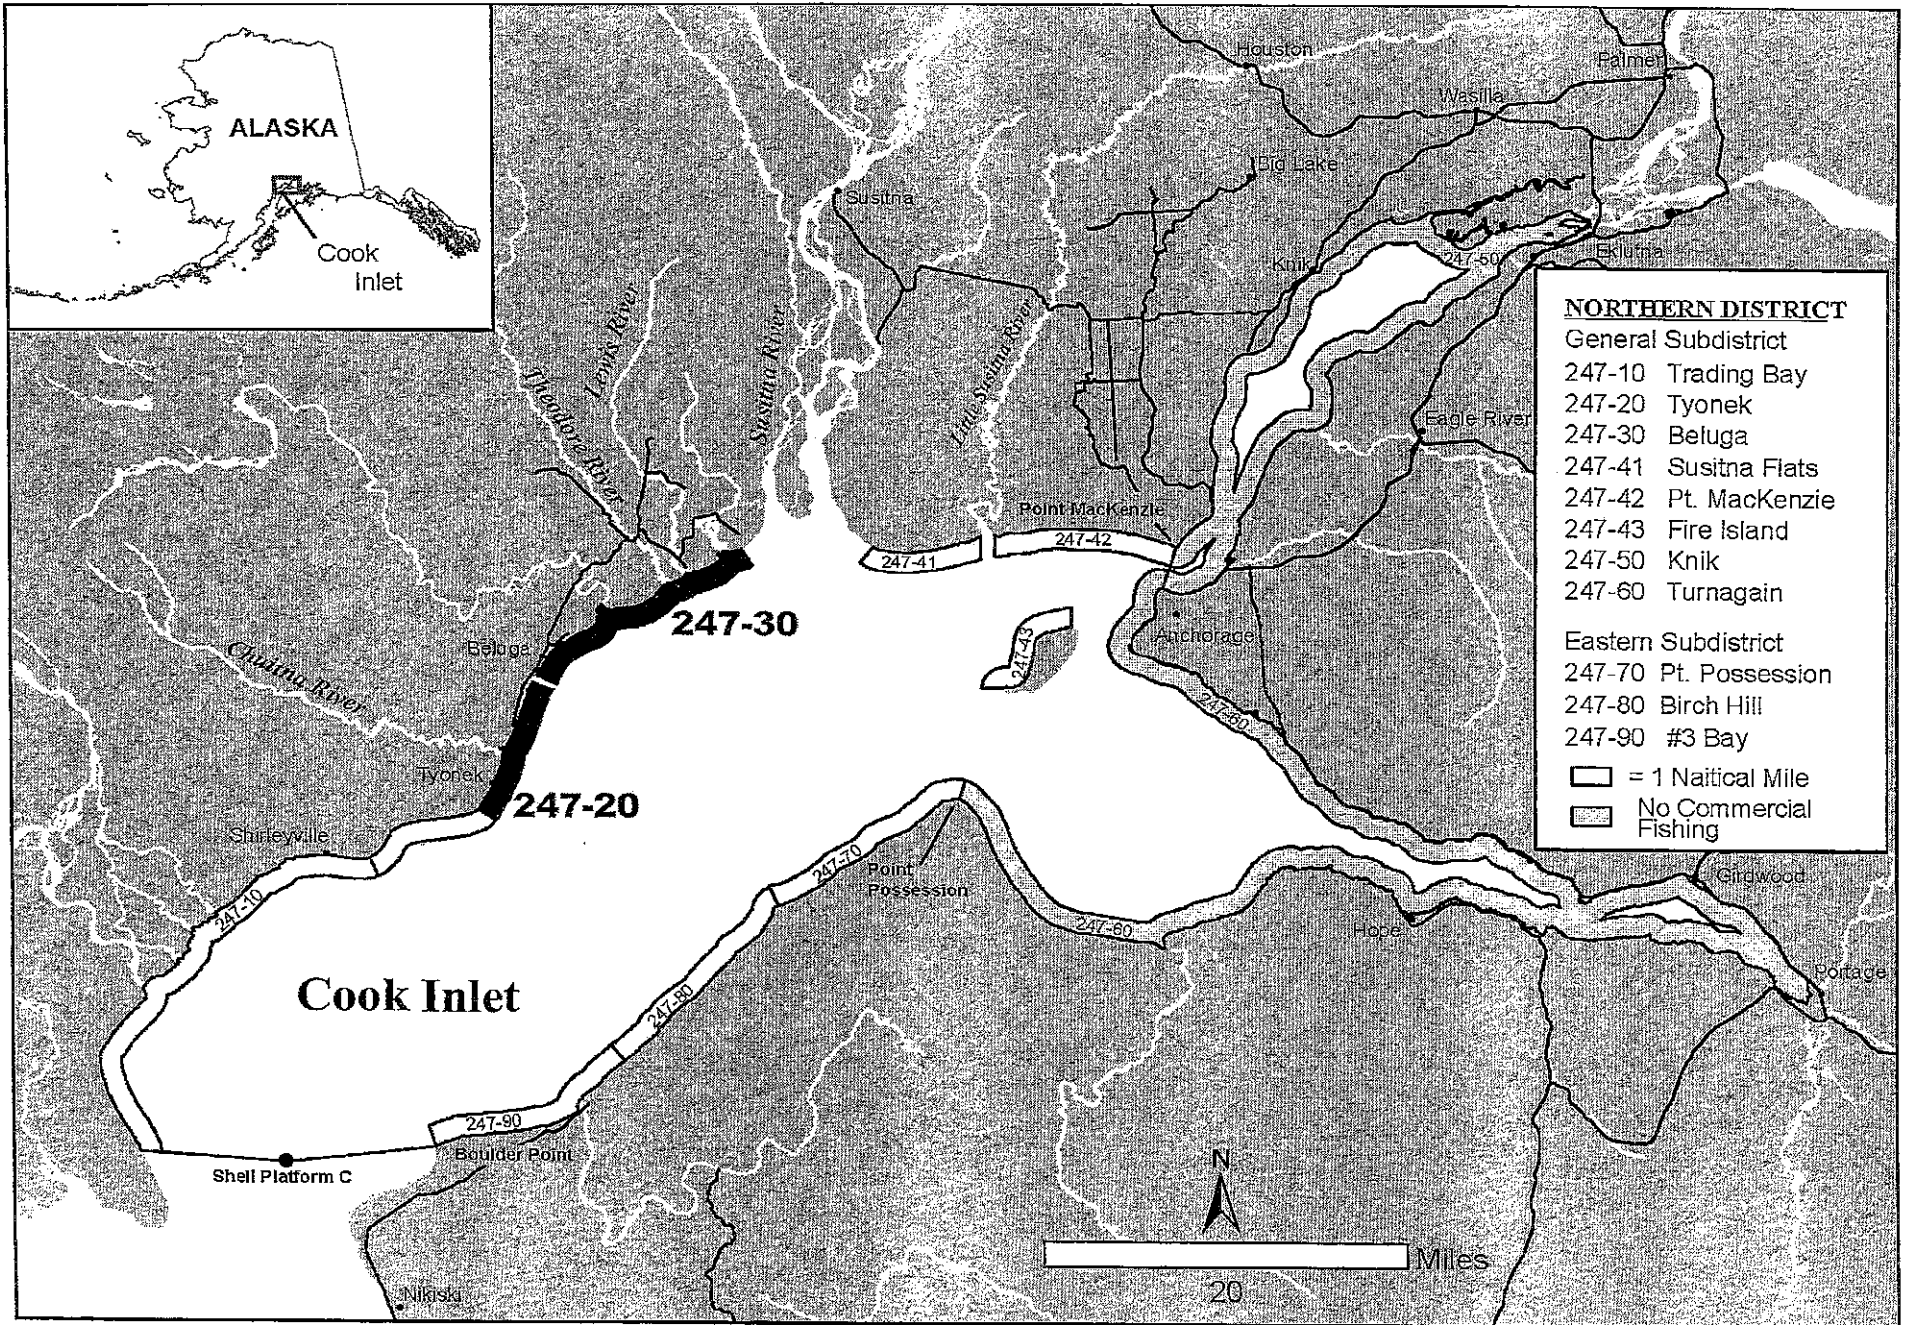 ALASKA
Cook
Inlet
Houston
Palmer
Wasilla
Big Lake
Susitna
Knik
247-50
Eklutna
Lewis River
Theodore River
Susitna River
Little Susitna River
Eagle River
Point MacKenzie
247-42
247-41
247-30
247-43
Anchorage
Beluga
Chuitna River
247-60
Tyonek
247-20
Shirleyville
247-70
Point
Possession
247-10
247-60
Hope
Girdwood
Portage
Cook Inlet
247-80
247-90
Boulder Point
Shell Platform C
Nikiski
N
Miles
20
NORTHERN DISTRICT
General Subdistrict
247-10 Trading Bay
247-20 Tyonek
247-30 Beluga
247-41 Susitna Flats
247-42 Pt. MacKenzie
247-43 Fire Island
247-50 Knik
247-60 Turnagain
Eastern Subdistrict
247-70 Pt. Possession
247-80 Birch Hill
247-90 #3 Bay
= 1 Naitical Mile
No Commercial
Fishing